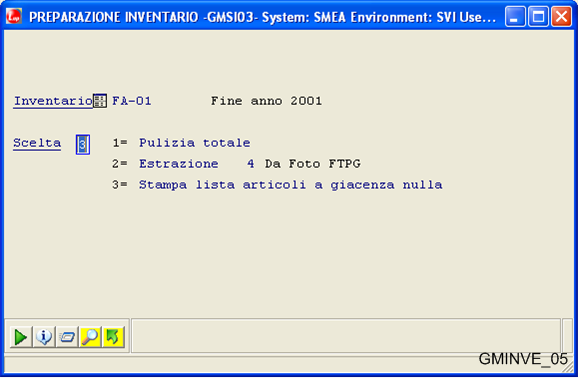 PREPARAZIONE INVENTARIO -GMSI03- System: SMEA Environment: SVI Use...
Inventario FA-01 Fine anno 2001
Scelta 3 1= Pulizia totale
2= Estrazione 4 Da Foto FTPG
3= Stampa lista articoli a giacenza nulla
GMINVE_05